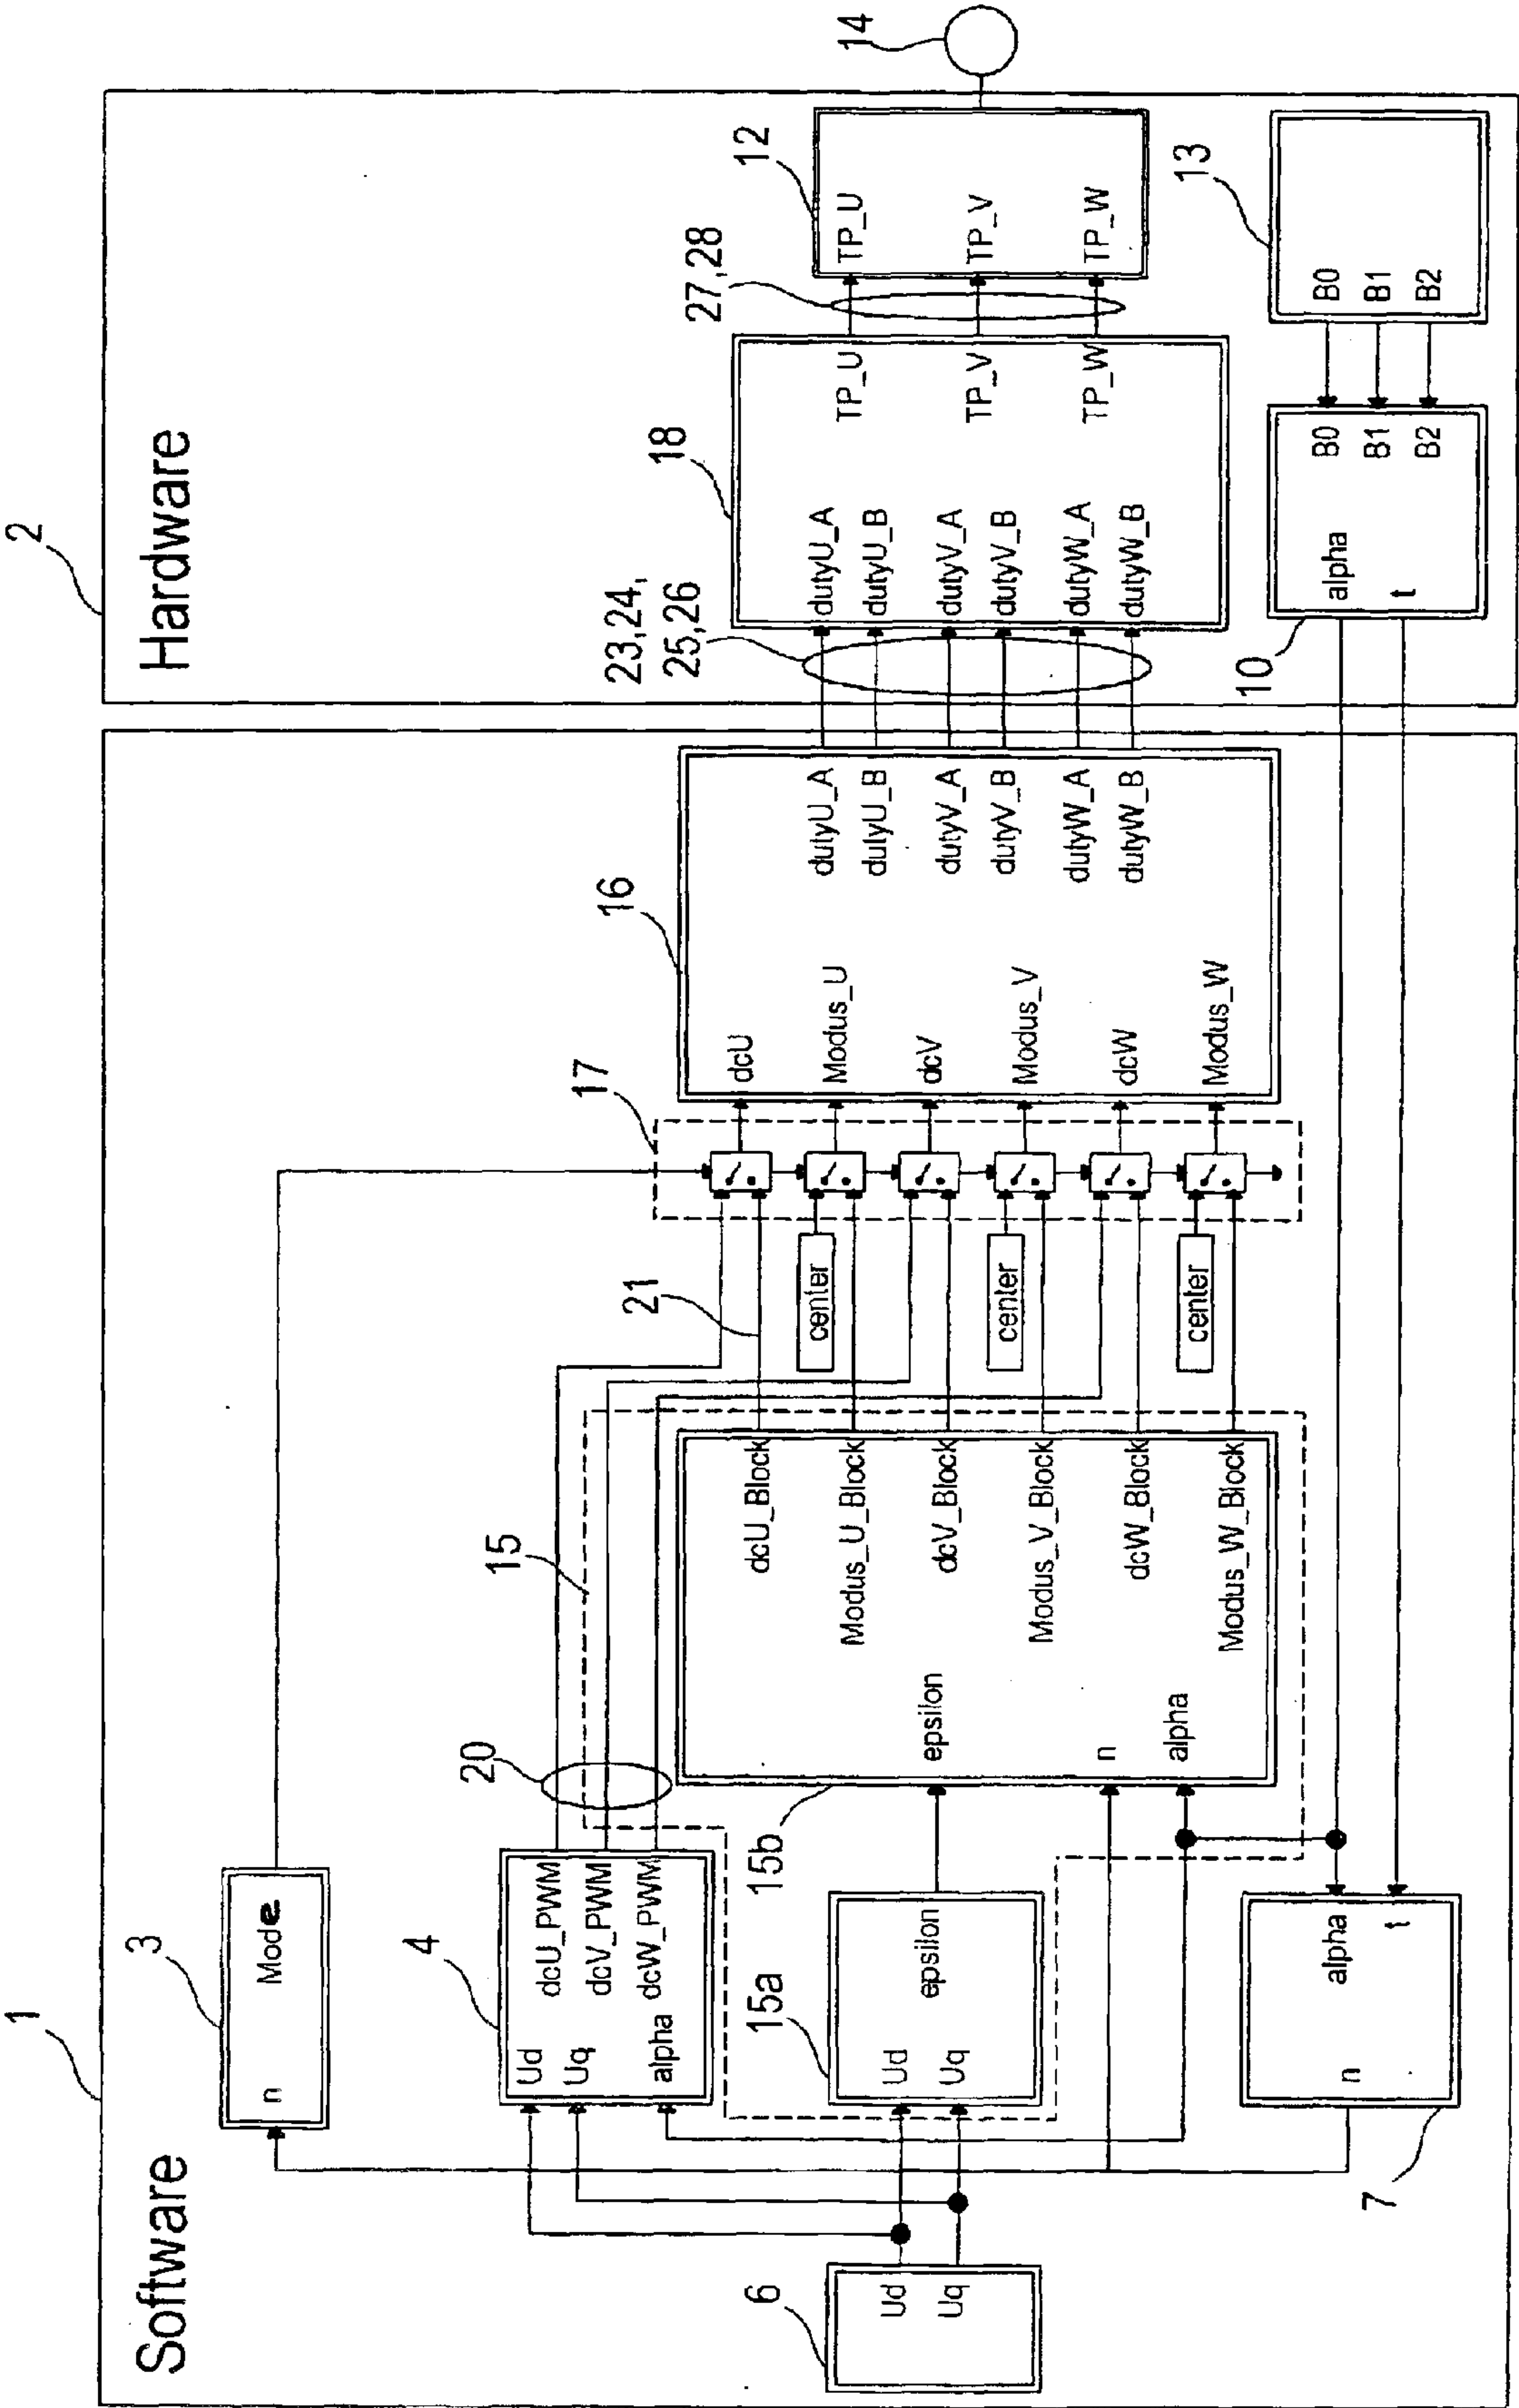 1
2
Software
Hardware
3
n
Mode
4
Ud
Uq
alpha
dcU_PWM
dcV_PWM
dcW_PWM
20
6
Ud
Uq
15a
Ud
Uq
epsilon
7
n
alpha
t
15
15b
epsilon
n
alpha
dcU_Block
Modus_U_Block
dcV_Block
Modus_V_Block
dcW_Block
Modus_W_Block
21
center
center
center
17
16
dcU
Modus_U
dcV
Modus_V
dcW
Modus_W
dutyU_A
dutyU_B
dutyV_A
dutyV_B
dutyW_A
dutyW_B
23,24,
25,26
18
dutyU_A
dutyU_B
dutyV_A
dutyV_B
dutyW_A
dutyW_B
TP_U
TP_V
TP_W
27,28
12
TP_U
TP_V
TP_W
14
10
alpha
t
B0
B1
B2
13
B0
B1
B2